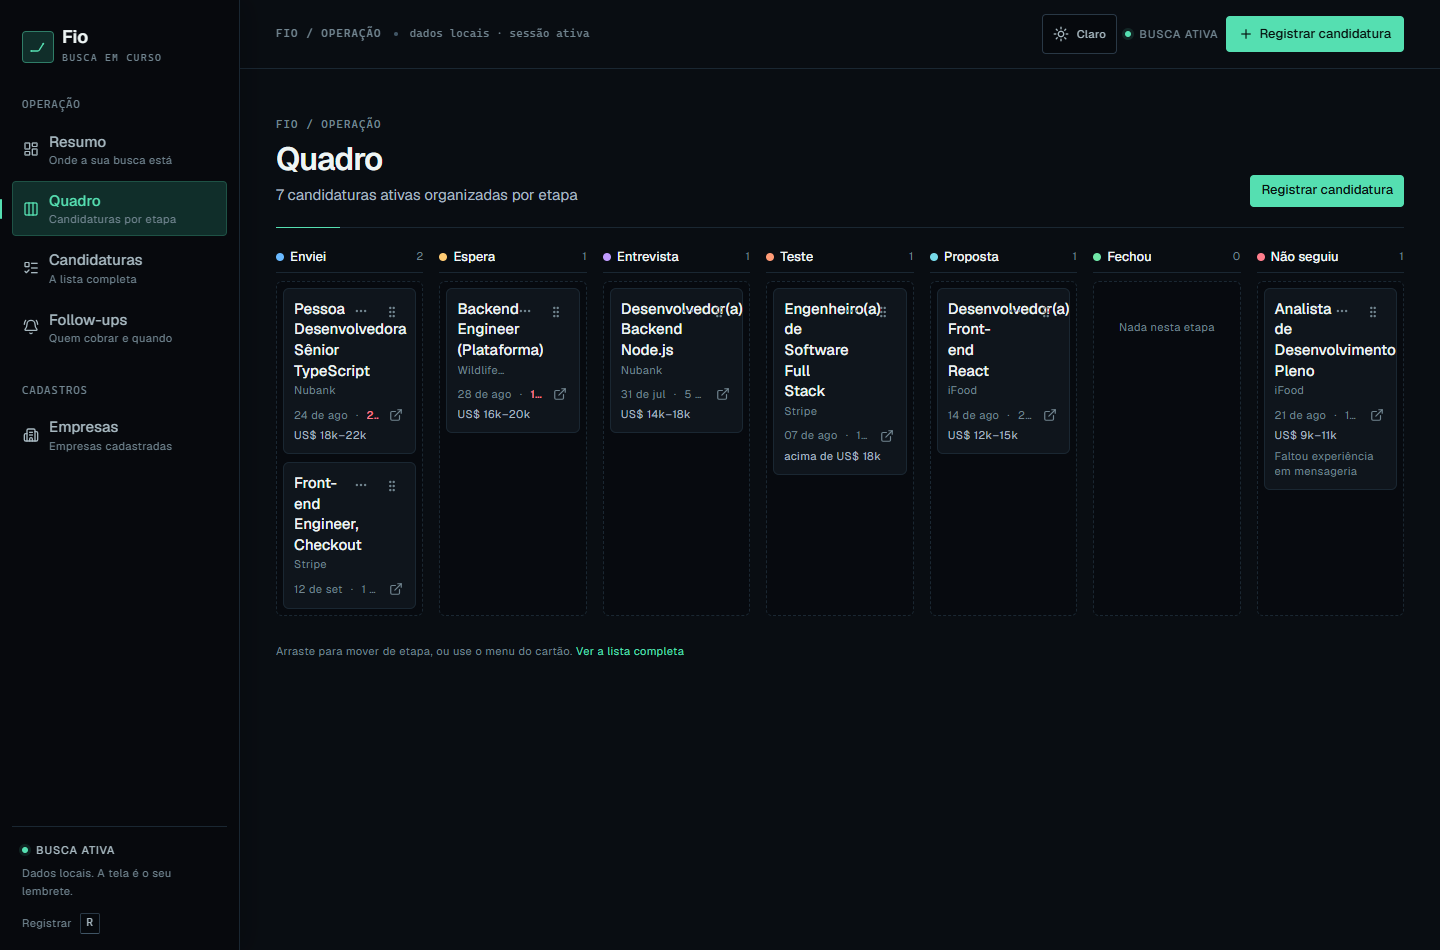 Fio
BUSCA EM CURSO
OPERAÇÃO
Resumo
Onde a sua busca está
Quadro
Candidaturas por etapa
Candidaturas
A lista completa
Follow-ups
Quem cobrar e quando
CADASTROS
Empresas
Empresas cadastradas
BUSCA ATIVA
Dados locais. A tela é o seu
lembrete.
Registrar R
FIO / OPERAÇÃO • dados locais · sessão ativa
Claro
BUSCA ATIVA
+ Registrar candidatura
FIO / OPERAÇÃO
Quadro
7 candidaturas ativas organizadas por etapa
Registrar candidatura
Enviei 2
Pessoa
Desenvolvedora
Sênior
TypeScript
Nubank
24 de ago · 2…
US$ 18k–22k
Front-
end
Engineer,
Checkout
Stripe
12 de set · 1 …
Espera 1
Backend
Engineer
(Plataforma)
Wildlife…
28 de ago · 1…
US$ 16k–20k
Entrevista 1
Desenvolvedor(a)
Backend
Node.js
Nubank
31 de jul · 5 …
US$ 14k–18k
Teste 1
Engenheiro(a)
de
Software
Full
Stack
Stripe
07 de ago · 1…
acima de US$ 18k
Proposta 1
Desenvolvedor(a)
Front-
end
React
iFood
14 de ago · 2…
US$ 12k–15k
Fechou 0
Nada nesta etapa
Não seguiu 1
Analista
de
Desenvolvimento
Pleno
iFood
21 de ago · 1…
US$ 9k–11k
Faltou experiência
em mensageria
Arraste para mover de etapa, ou use o menu do cartão. Ver a lista completa